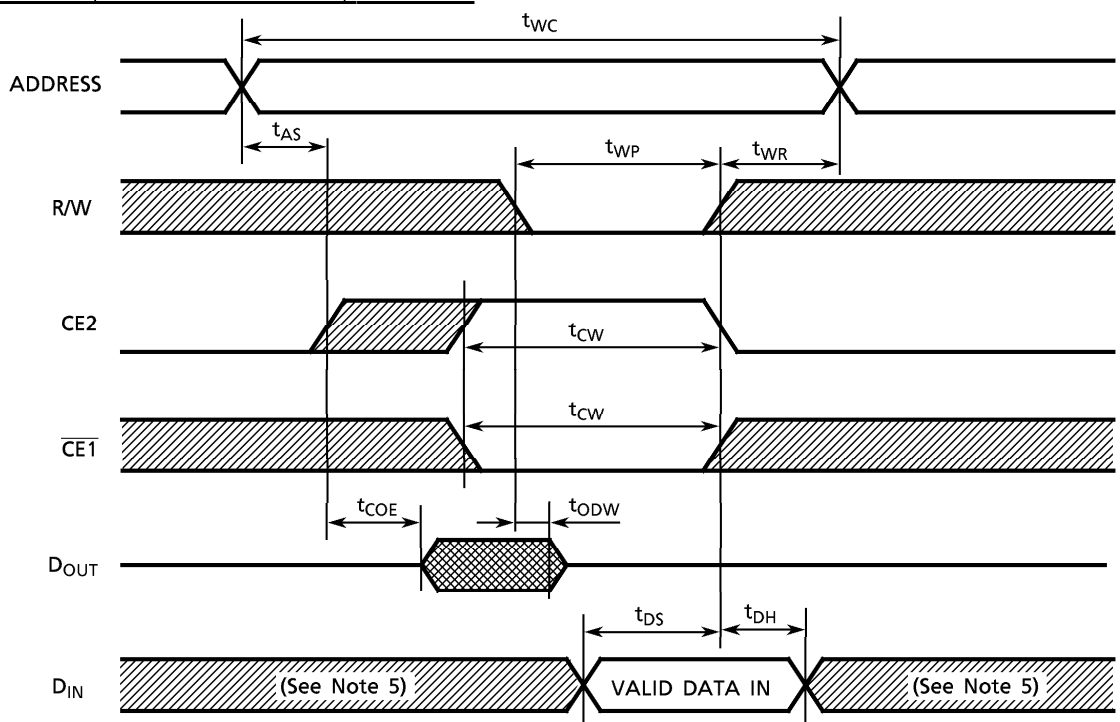 tWC
ADDRESS
tAS
tWP
tWR
R/W
CE2
tCW
tCW
CE1
tCOE
tODW
DOUT
tDS
tDH
DIN
(See Note 5)
VALID DATA IN
(See Note 5)